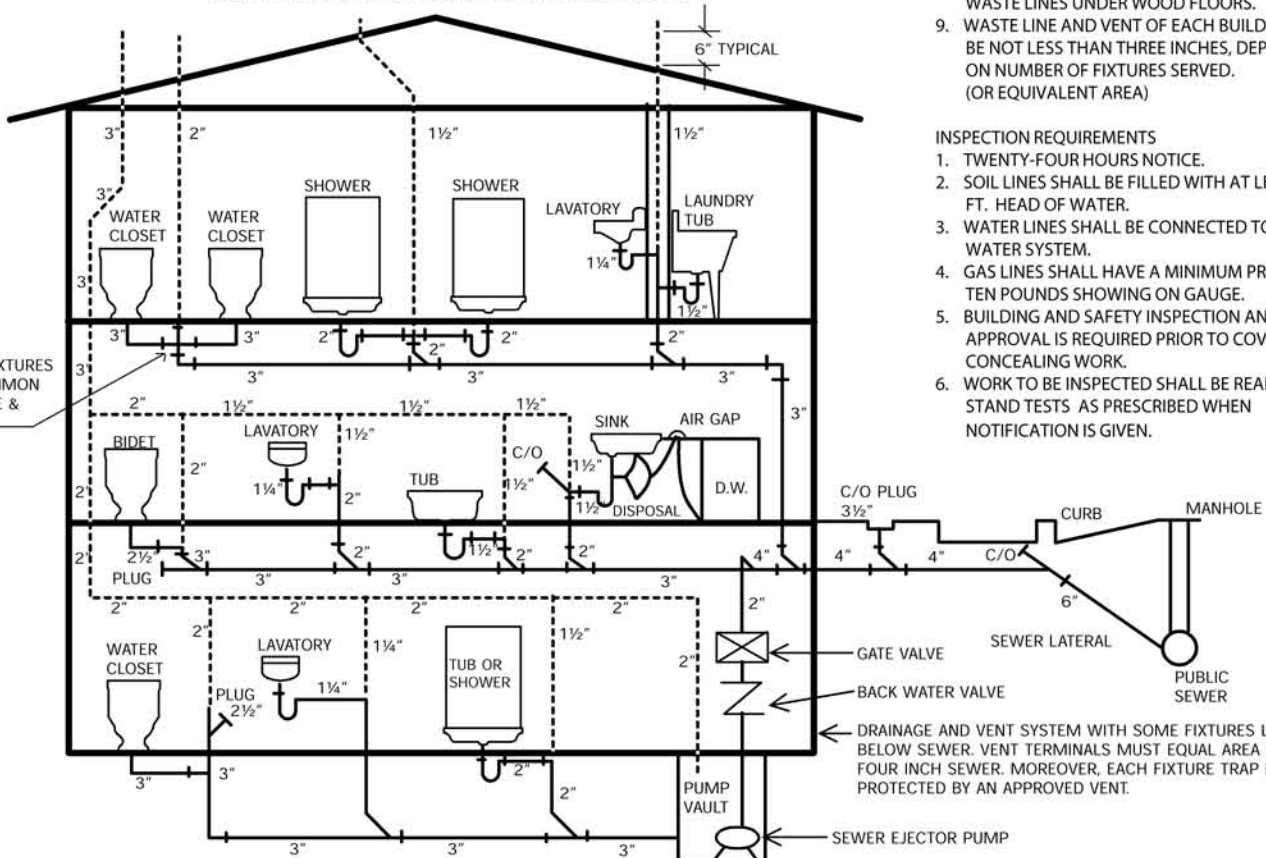 WASTE LINES UNDER WOOD FLOORS.
9. WASTE LINE AND VENT OF EACH BUILD
BE NOT LESS THAN THREE INCHES, DEP
ON NUMBER OF FIXTURES SERVED.
(OR EQUIVALENT AREA)
INSPECTION REQUIREMENTS
1. TWENTY-FOUR HOURS NOTICE.
2. SOIL LINES SHALL BE FILLED WITH AT LE
FT. HEAD OF WATER.
3. WATER LINES SHALL BE CONNECTED TO
WATER SYSTEM.
4. GAS LINES SHALL HAVE A MINIMUM PR
TEN POUNDS SHOWING ON GAUGE.
5. BUILDING AND SAFETY INSPECTION AN
APPROVAL IS REQUIRED PRIOR TO COV
CONCEALING WORK.
6. WORK TO BE INSPECTED SHALL BE REA
STAND TESTS AS PRESCRIBED WHEN
NOTIFICATION IS GIVEN.
6" TYPICAL
3" 2" 1½" 1½"
3"
SHOWER SHOWER
LAVATORY
LAUNDRY
TUB
WATER
CLOSET
WATER
CLOSET
1¼"
3"
1½"
3" 3" 2" 2" 2" 2"
XTURES
MMON
E &
3"
3" 3" 3"
3"
2" 1½" 1½" 1½"
BIDET
LAVATORY
1½"
SINK
AIR GAP
C/O
2"
1½"
1½"
TUB
1¼"
2"
2"
1½"
DISPOSAL
D.W.
C/O PLUG
3½"
CURB
MANHOLE
2½" 3" 2" 1½" 2" 2" 4" 4" 4"
C/O
2"
PLUG
3" 3" 3"
6"
2" 2" 2" 2"
2"
SEWER LATERAL
PUBLIC
SEWER
WATER
CLOSET
2"
LAVATORY
1¼"
1½"
2"
TUB OR
SHOWER
GATE VALVE
PLUG
2½"
1¼"
BACK WATER VALVE
DRAINAGE AND VENT SYSTEM WITH SOME FIXTURES L
BELOW SEWER. VENT TERMINALS MUST EQUAL AREA
FOUR INCH SEWER. MOREOVER, EACH FIXTURE TRAP
PROTECTED BY AN APPROVED VENT.
3" 3" 2"
2"
PUMP
VAULT
SEWER EJECTOR PUMP
3" 3" 3"